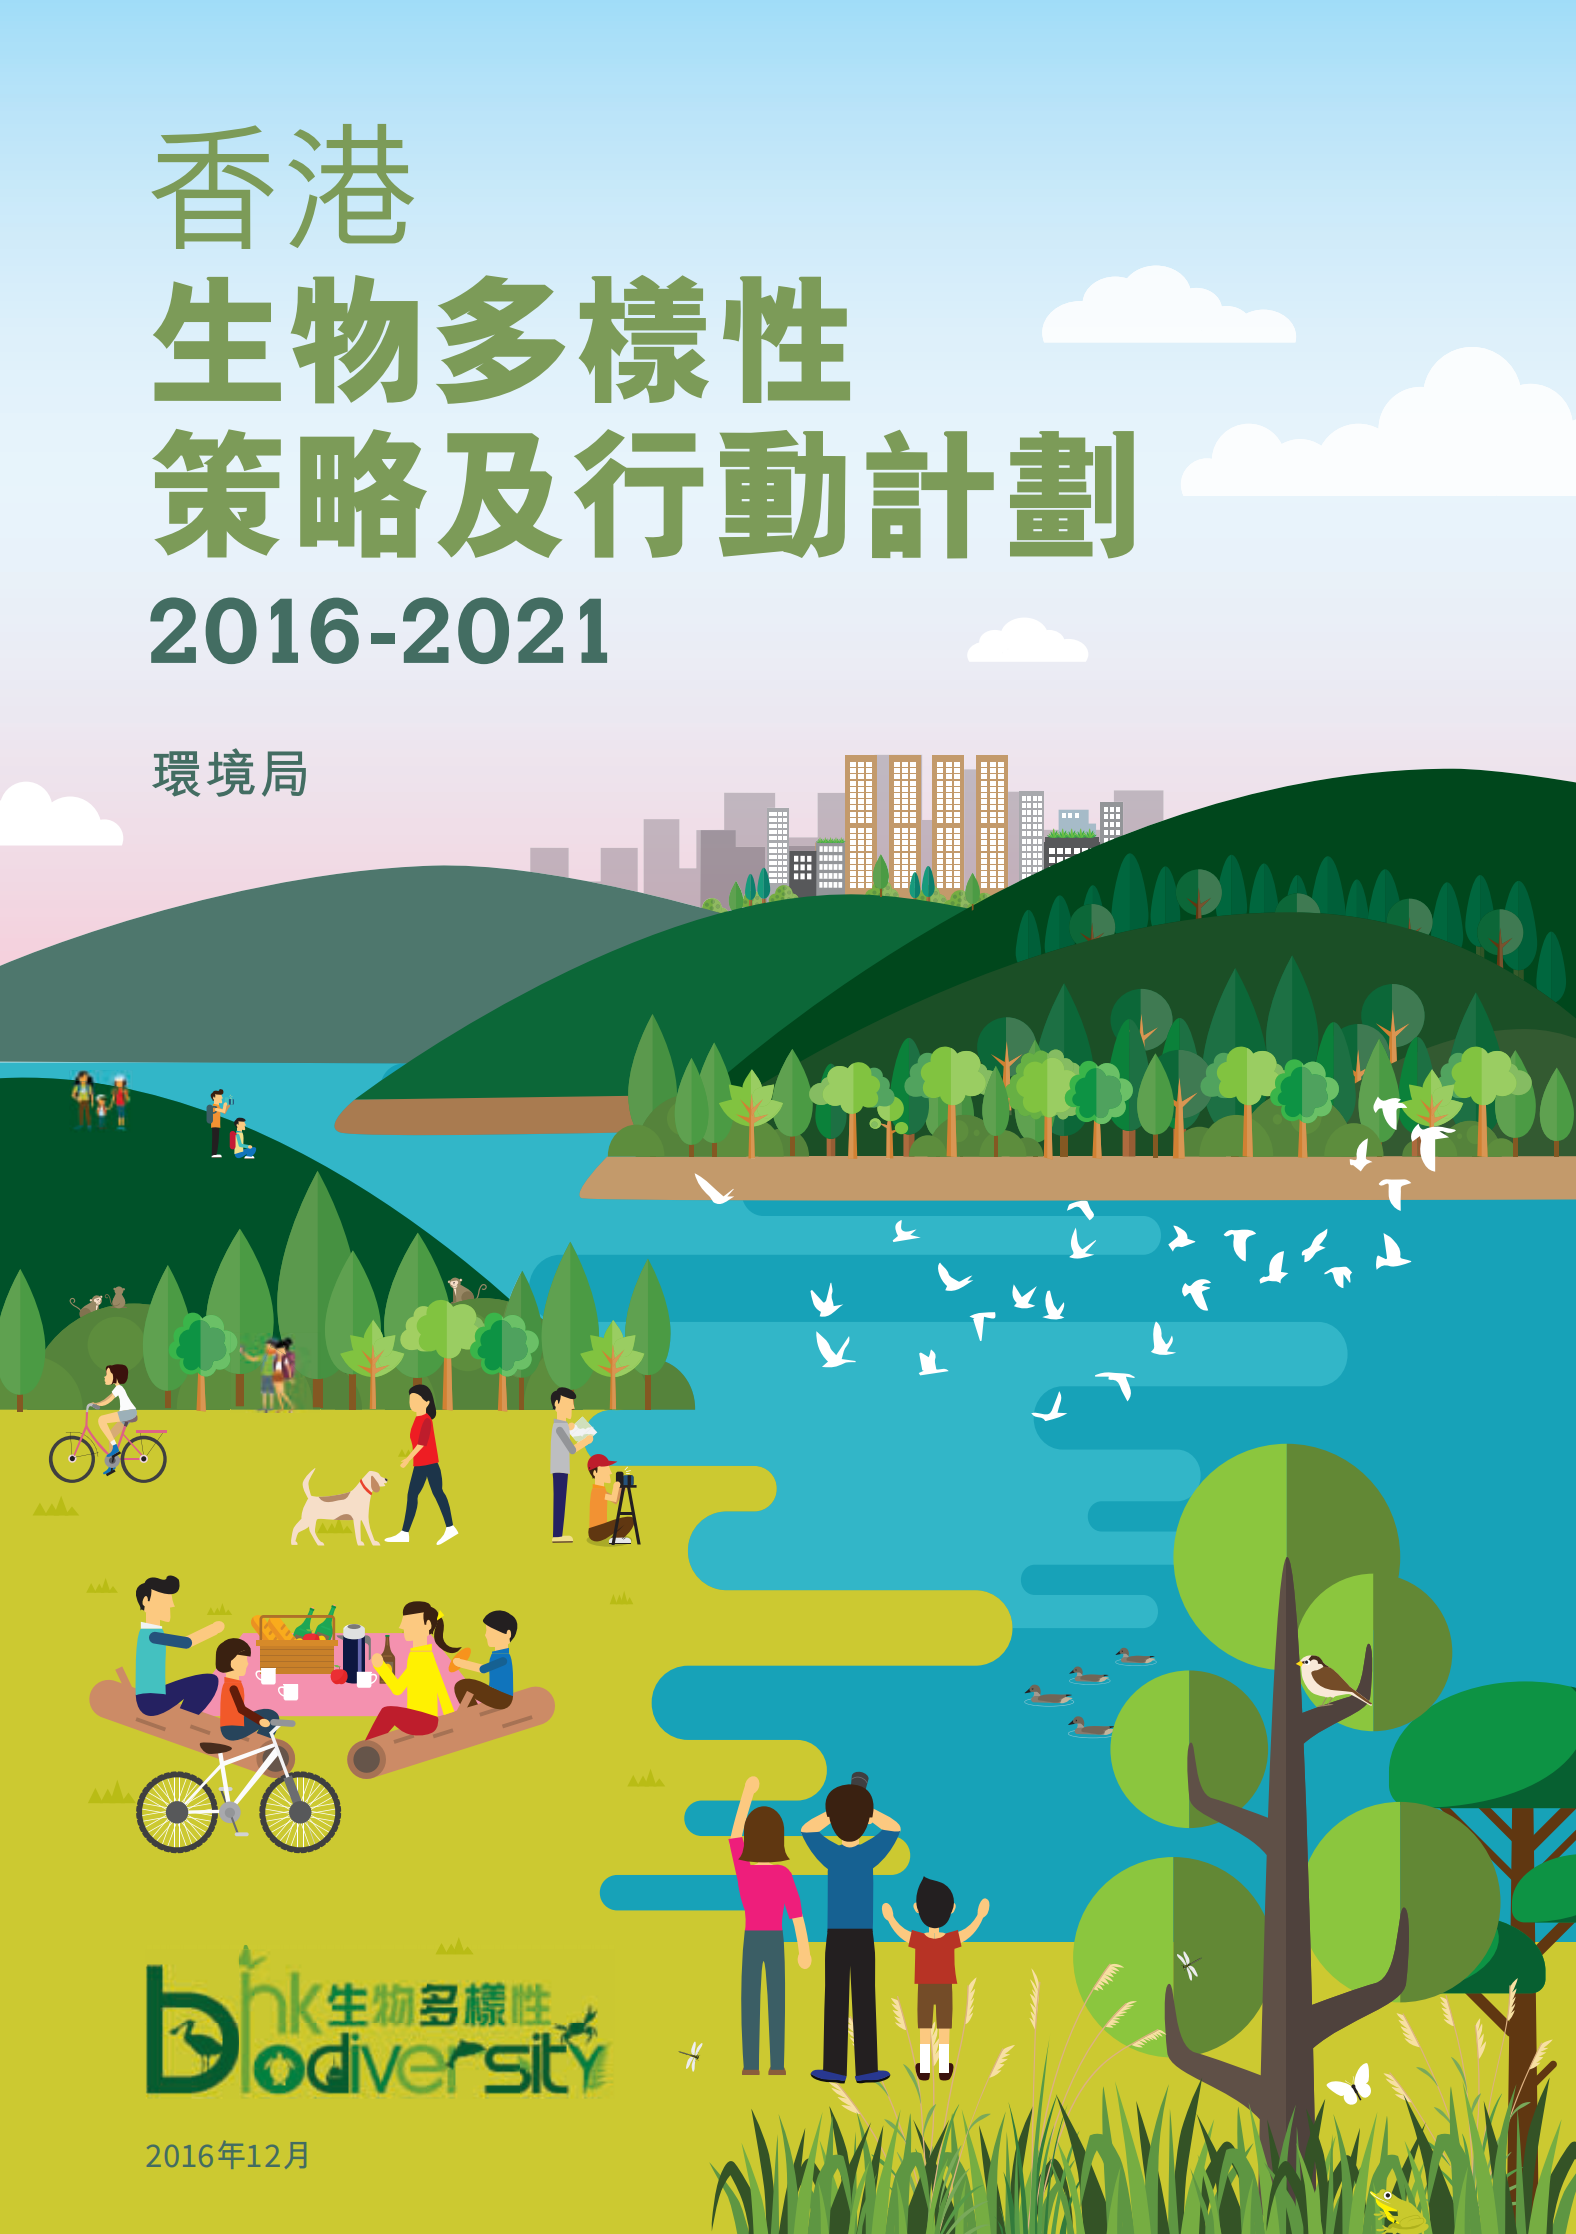 香港
生物多樣性
策略及行動計劃
2016-2021
環境局
hk生物多樣性
biodiversity
2016年12月